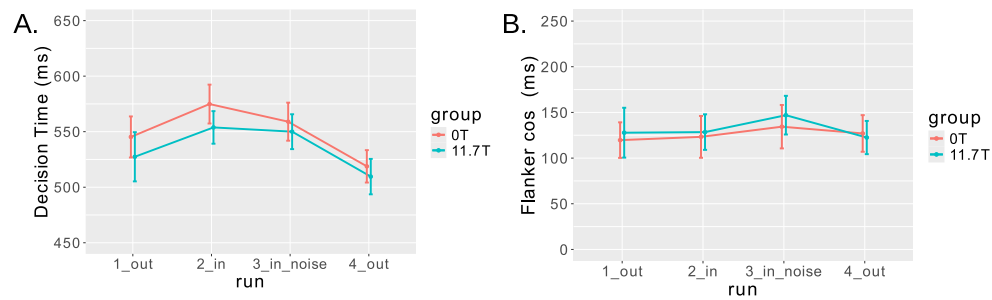 A.
Decision Time (ms)
650
600
550
500
450
1_out
2_in
3_in_noise
4_out
run
group
0T
11.7T
B.
Flanker cos (ms)
250
200
150
100
50
0
1_out
2_in
3_in_noise
4_out
run
group
0T
11.7T